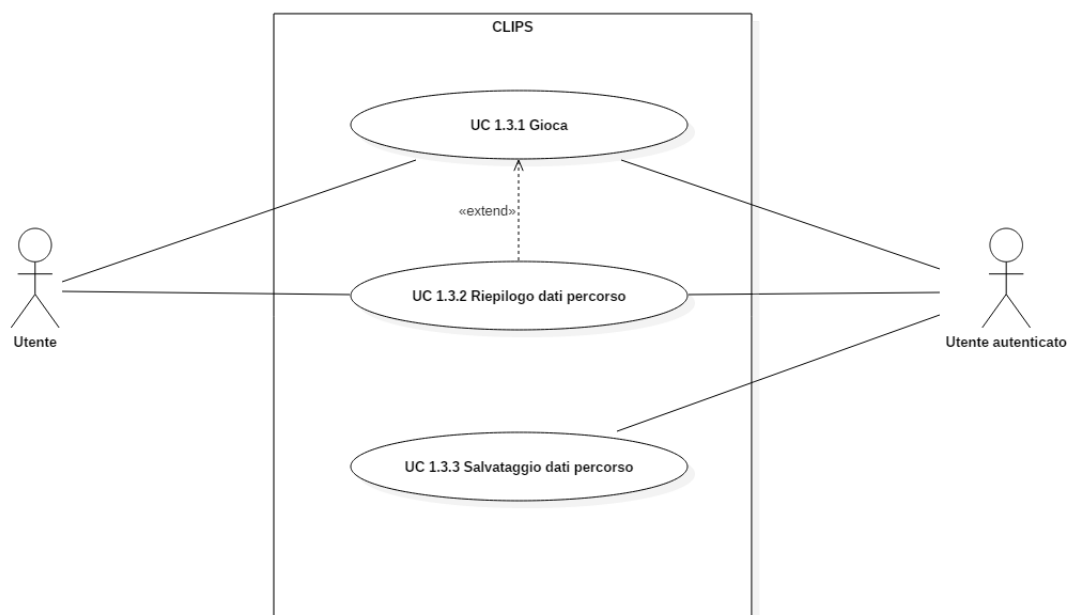 CLIPS
UC 1.3.1 Gioca
«extend»
UC 1.3.2 Riepilogo dati percorso
Utente
Utente autenticato
UC 1.3.3 Salvataggio dati percorso